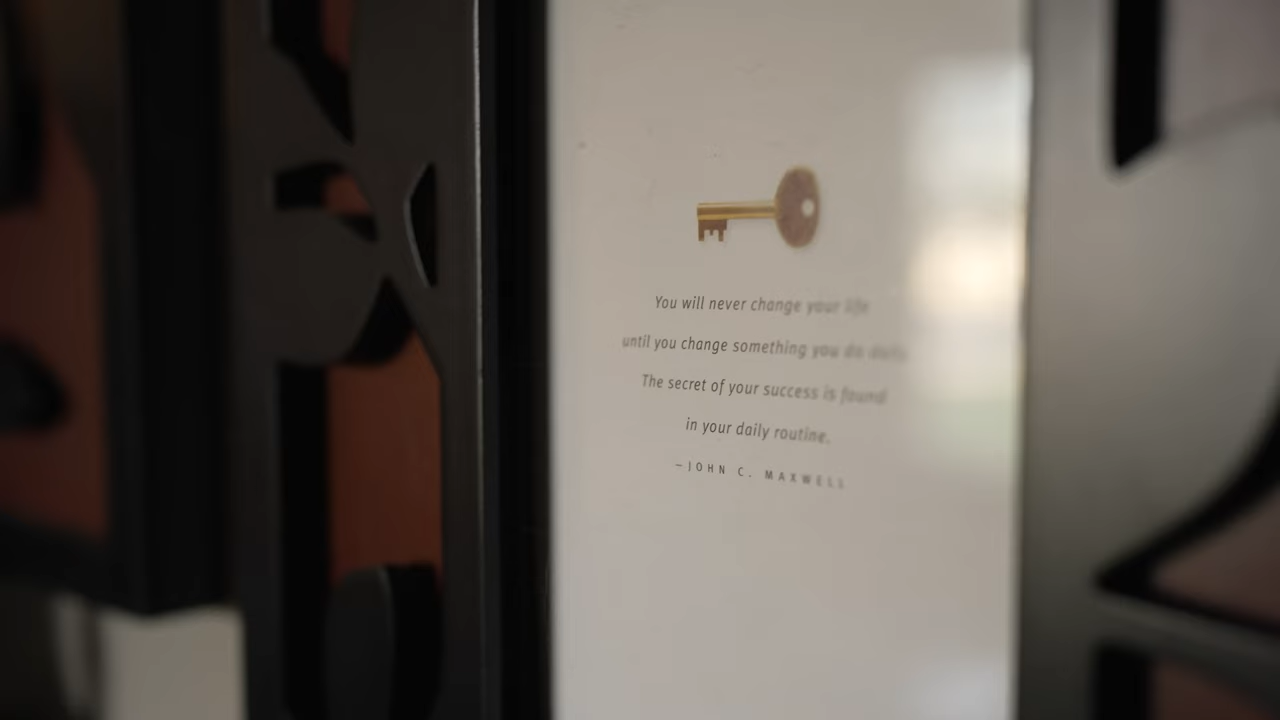 You will never change your life
until you change something you do daily.
The secret of your success is found
in your daily routine.
—JOHN C. MAXWELL